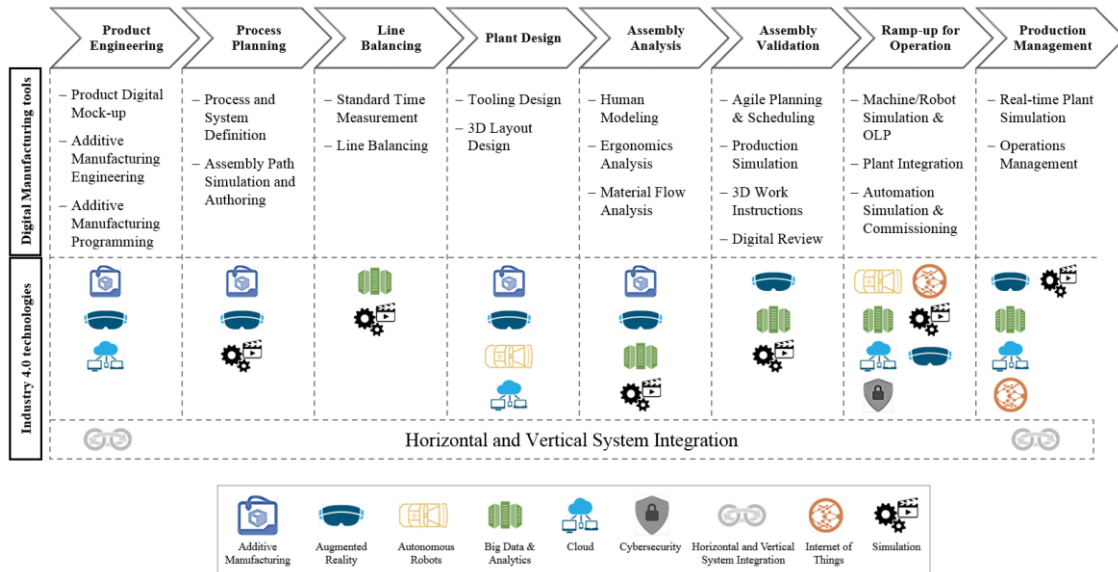 Product
Engineering
Process
Planning
Line
Balancing
Plant Design
Assembly
Analysis
Assembly
Validation
Ramp-up for
Operation
Production
Management
Digital Manufacturing tools
– Product Digital
Mock-up
– Additive
Manufacturing
Engineering
– Additive
Manufacturing
Programming
– Process and
System
Definition
– Assembly Path
Simulation and
Authoring
– Standard Time
Measurement
– Line Balancing
– Tooling Design
– 3D Layout
Design
– Human
Modeling
– Ergonomics
Analysis
– Material Flow
Analysis
– Agile Planning
& Scheduling
– Production
Simulation
– 3D Work
Instructions
– Digital Review
– Machine/Robot
Simulation &
OLP
– Plant Integration
– Automation
Simulation &
Commissioning
– Real-time Plant
Simulation
– Operations
Management
Industry 4.0 technologies
Horizontal and Vertical System Integration
Additive
Manufacturing
Augmented
Reality
Autonomous
Robots
Big Data &
Analytics
Cloud
Cybersecurity
Horizontal and Vertical
System Integration
Internet of
Things
Simulation